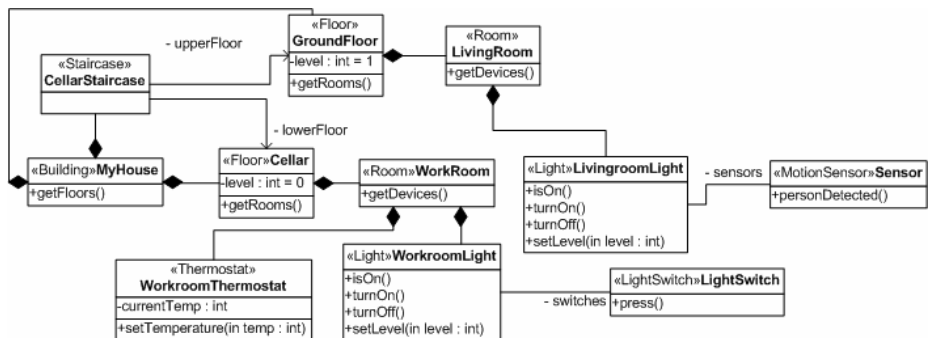 «Floor»
GroundFloor
-level : int = 1
+getRooms()
- upperFloor
«Room»
LivingRoom
+getDevices()
«Staircase»
CellarStaircase
- lowerFloor
«Building»MyHouse
+getFloors()
«Floor»Cellar
-level : int = 0
+getRooms()
«Room»WorkRoom
+getDevices()
«Light»LivingroomLight
+isOn()
+turnOn()
+turnOff()
+setLevel(in level : int)
- sensors
«MotionSensor»Sensor
+personDetected()
«Thermostat»
WorkroomThermostat
-currentTemp : int
+setTemperature(in temp : int)
«Light»WorkroomLight
+isOn()
+turnOn()
+turnOff()
+setLevel(in level : int)
- switches
«LightSwitch»LightSwitch
+press()